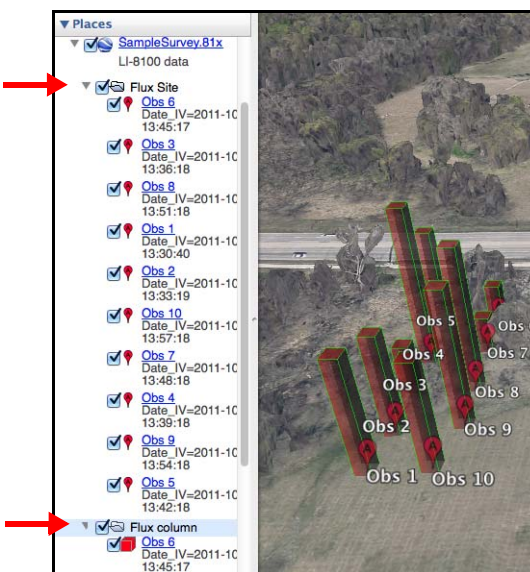 Places
SampleSurvey.81x
LI-8100 data
Flux Site
Obs 6
Date_IV=2011-10
13:45:17
Obs 3
Date_IV=2011-10
13:36:18
Obs 8
Date_IV=2011-10
13:51:18
Obs 1
Date_IV=2011-10
13:30:40
Obs 2
Date_IV=2011-10
13:33:19
Obs 10
Date_IV=2011-10
13:57:18
Obs 7
Date_IV=2011-10
13:48:18
Obs 4
Date_IV=2011-10
13:39:18
Obs 9
Date_IV=2011-10
13:54:18
Obs 5
Date_IV=2011-10
13:42:18
Flux column
Obs 6
Date_IV=2011-10
13:45:17
Obs 5
Obs
Obs 4
Obs 7
Obs 3
Obs 8
Obs 2
Obs 9
Obs 1
Obs 10
A
A
A
A
A
A